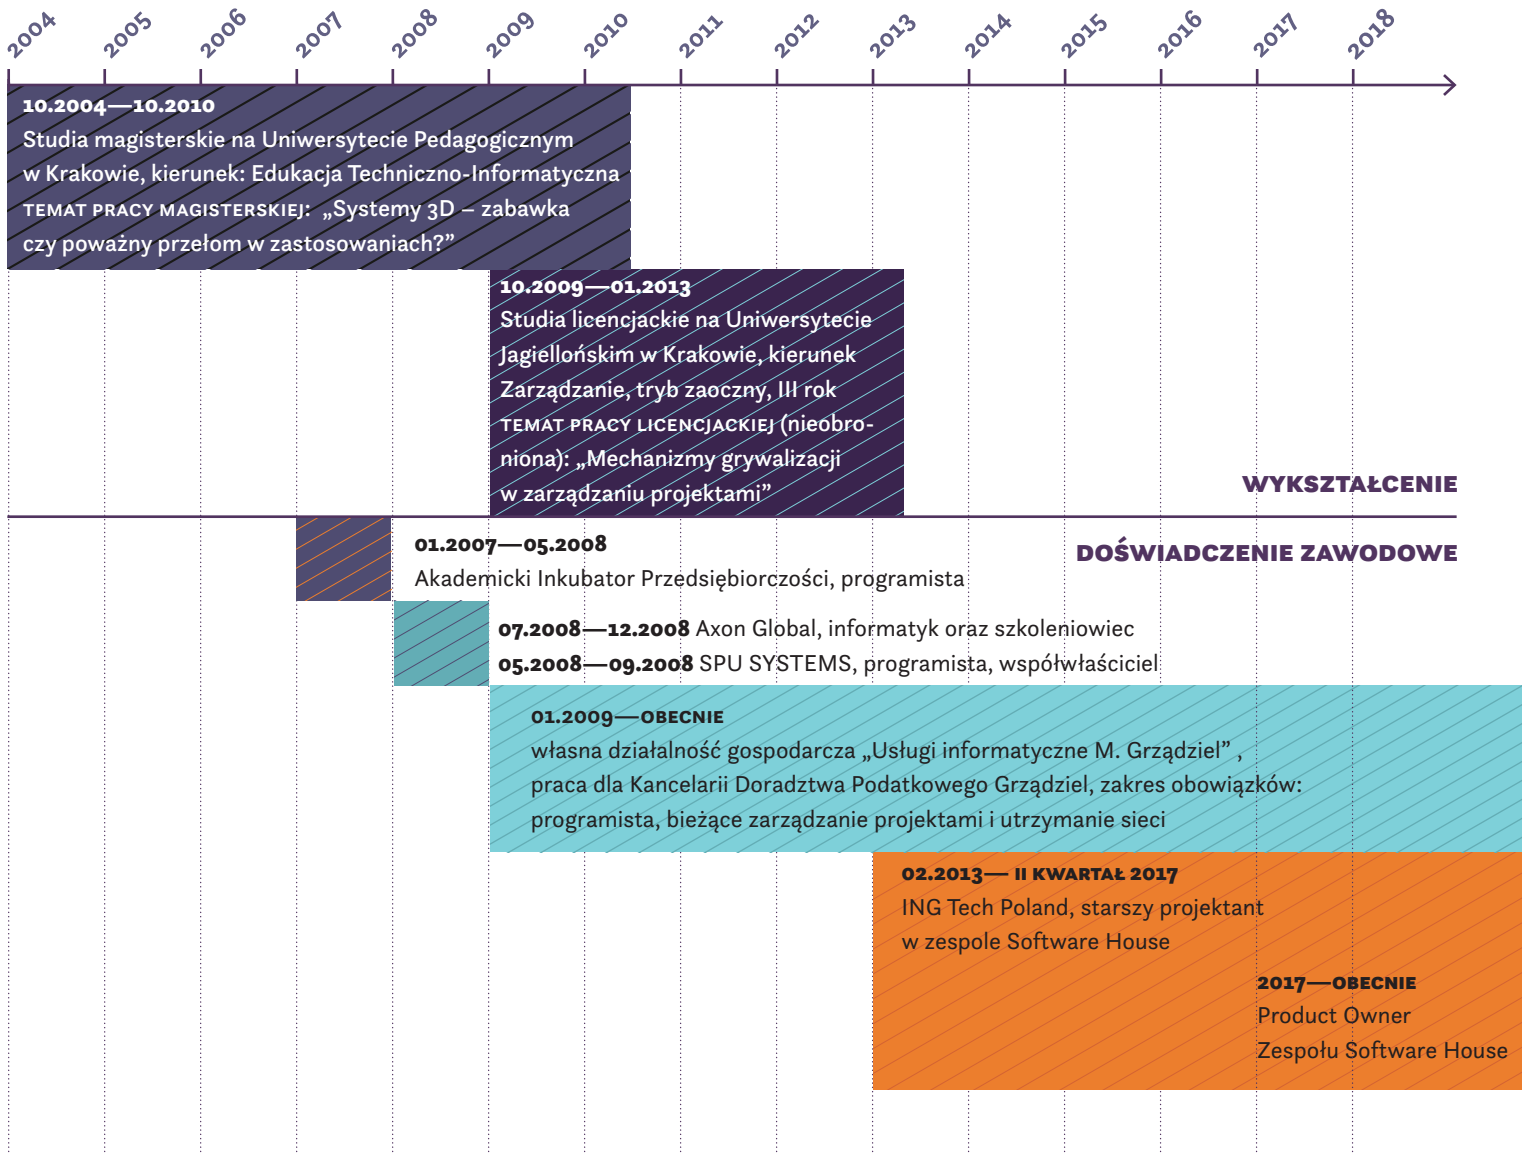 2004 2005 2006 2007 2008 2009 2010 2011 2012 2013 2014 2015 2016 2017 2018
10.2004—10.2010
Studia magisterskie na Uniwersytecie Pedagogicznym
w Krakowie, kierunek: Edukacja Techniczno-Informatyczna
TEMAT PRACY MAGISTERSKIEJ: „Systemy 3D – zabawka
czy poważny przełom w zastosowaniach?”
10.2009—01.2013
Studia licencjackie na Uniwersytecie
Jagiellońskim w Krakowie, kierunek
Zarządzanie, tryb zaoczny, III rok
TEMAT PRACY LICENCJACKIEJ (nieobro-
niona): „Mechanizmy grywalizacji
w zarządzaniu projektami”
WYKSZTAŁCENIE
DOŚWIADCZENIE ZAWODOWE
01.2007—05.2008
Akademicki Inkubator Przedsiębiorczości, programista
07.2008—12.2008 Axon Global, informatyk oraz szkoleniowiec
05.2008—09.2008 SPU SYSTEMS, programista, współwłaściciel
01.2009—OBECNIE
własna działalność gospodarcza „Usługi informatyczne M. Grządziel” ,
praca dla Kancelarii Doradztwa Podatkowego Grządziel, zakres obowiązków:
programista, bieżące zarządzanie projektami i utrzymanie sieci
02.2013— II KWARTAŁ 2017
ING Tech Poland, starszy projektant
w zespole Software House
2017—OBECNIE
Product Owner
Zespołu Software House